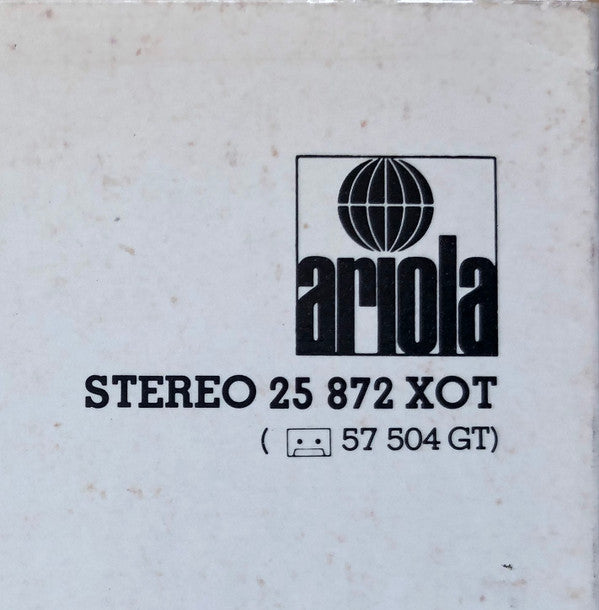 ariola
STEREO 25 872 XOT
( 57 504 GT)